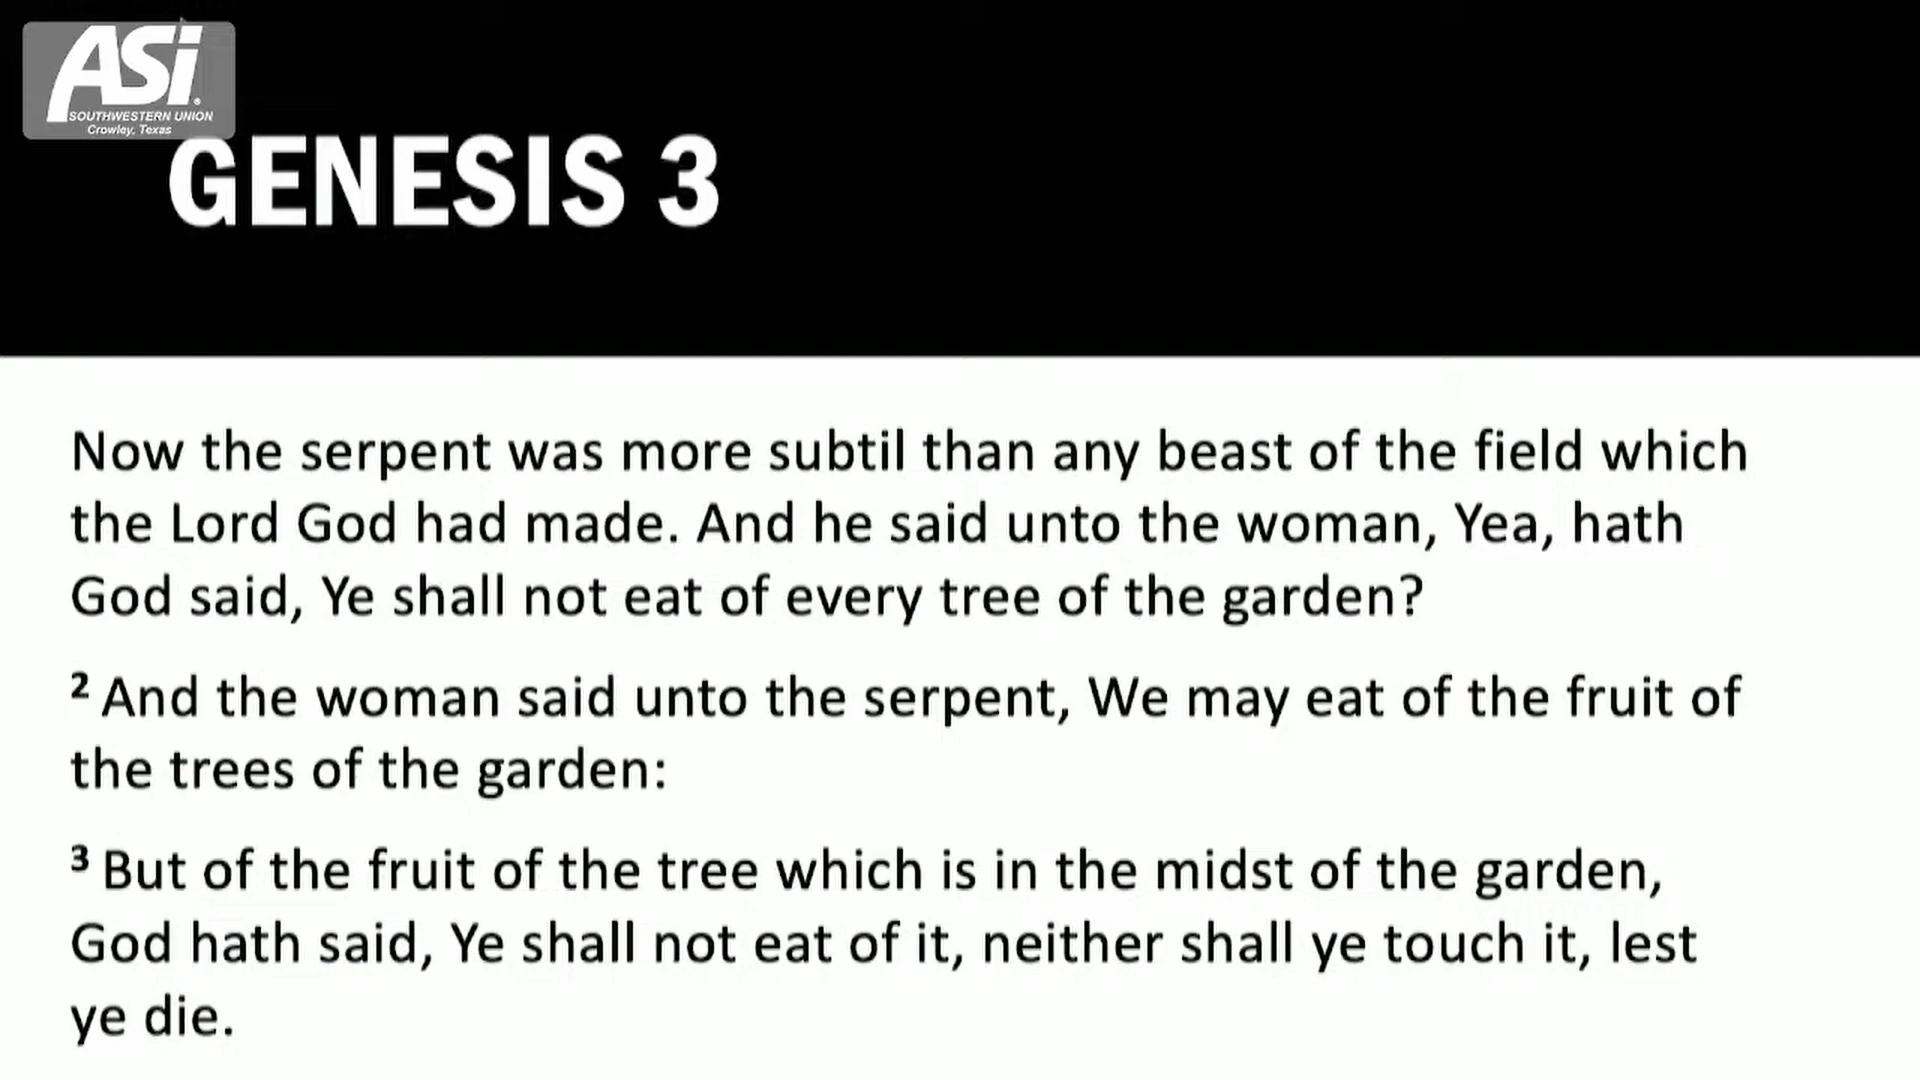 ASi.
SOUTHWESTERN UNION
Crowley, Texas
GENESIS 3
Now the serpent was more subtil than any beast of the field which
the Lord God had made. And he said unto the woman, Yea, hath
God said, Ye shall not eat of every tree of the garden?
2 And the woman said unto the serpent, We may eat of the fruit of
the trees of the garden:
3 But of the fruit of the tree which is in the midst of the garden,
God hath said, Ye shall not eat of it, neither shall ye touch it, lest
ye die.